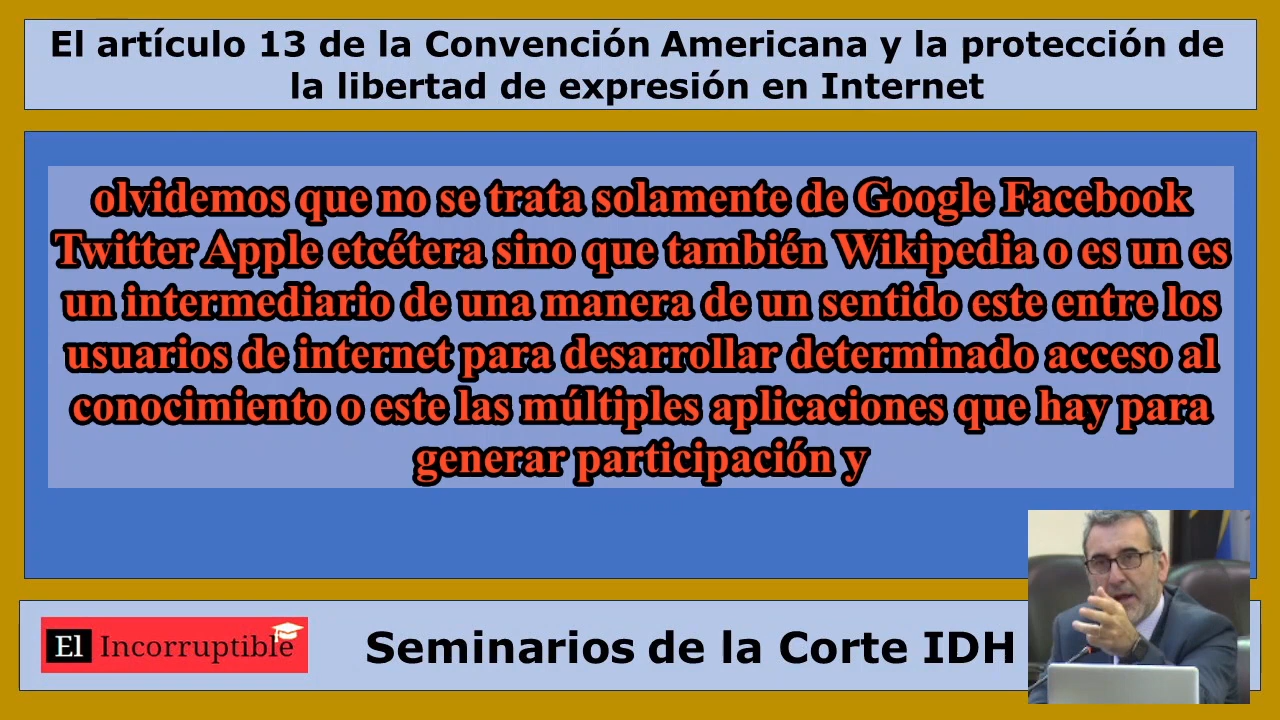 El artículo 13 de la Convención Americana y la protección de
la libertad de expresión en Internet
olvidemos que no se trata solamente de Google Facebook
Twitter Apple etcétera sino que también Wikipedia o es un es
un intermediario de una manera de un sentido este entre los
usuarios de internet para desarrollar determinado acceso al
conocimiento o este las múltiples aplicaciones que hay para
generar participación y
El Incorruptible
Seminarios de la Corte IDH